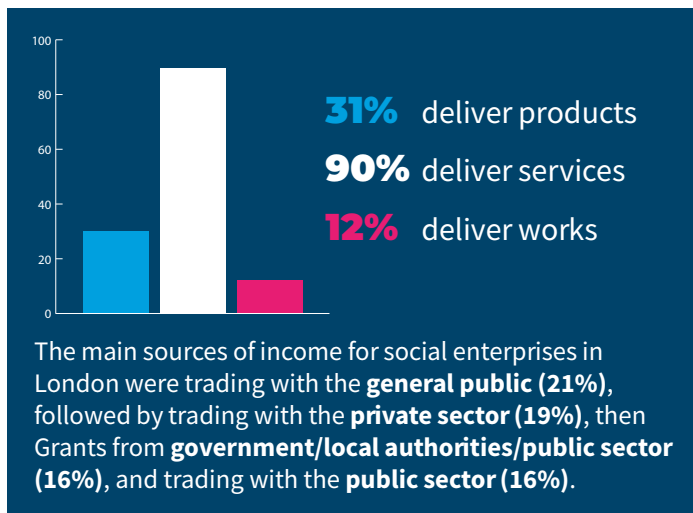 100
80
60
40
20
0
31% deliver products
90% deliver services
12% deliver works
The main sources of income for social enterprises in
London were trading with the general public (21%),
followed by trading with the private sector (19%), then
Grants from government/local authorities/public sector
(16%), and trading with the public sector (16%).